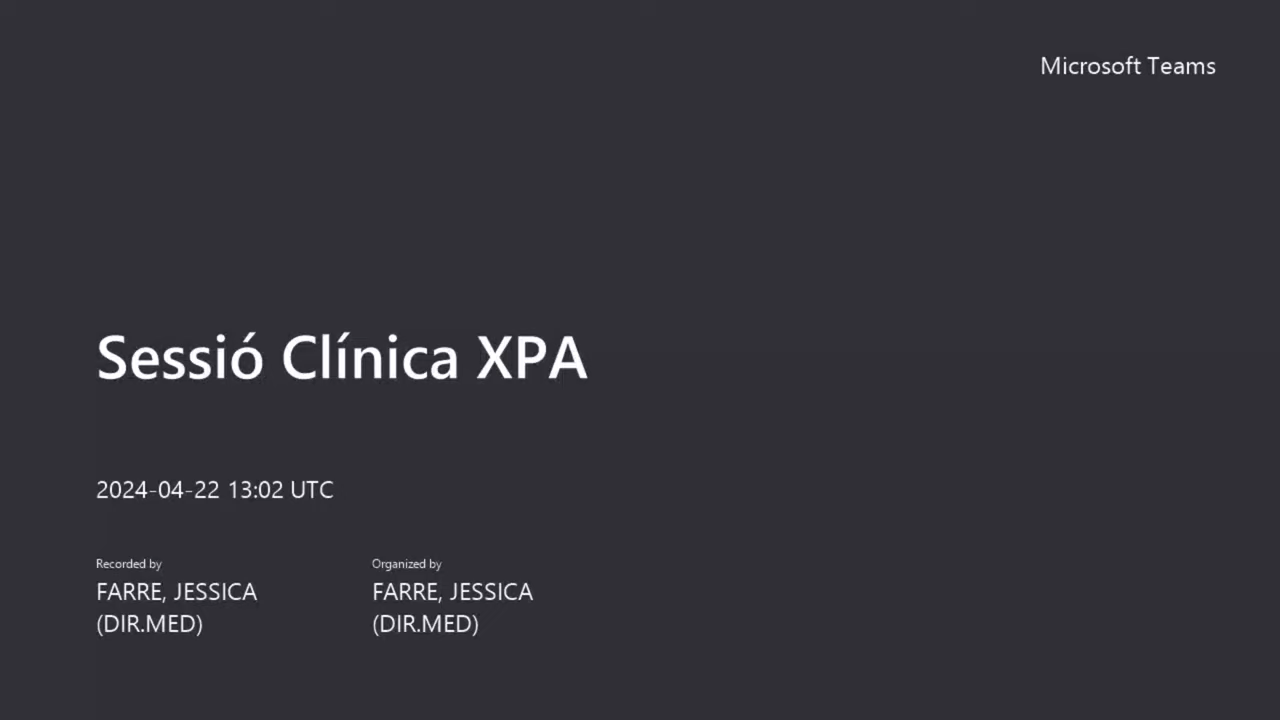 Microsoft Teams
Sessió Clínica XPA
2024-04-22 13:02 UTC
Recorded by
FARRE, JESSICA
(DIR.MED)
Organized by
FARRE, JESSICA
(DIR.MED)